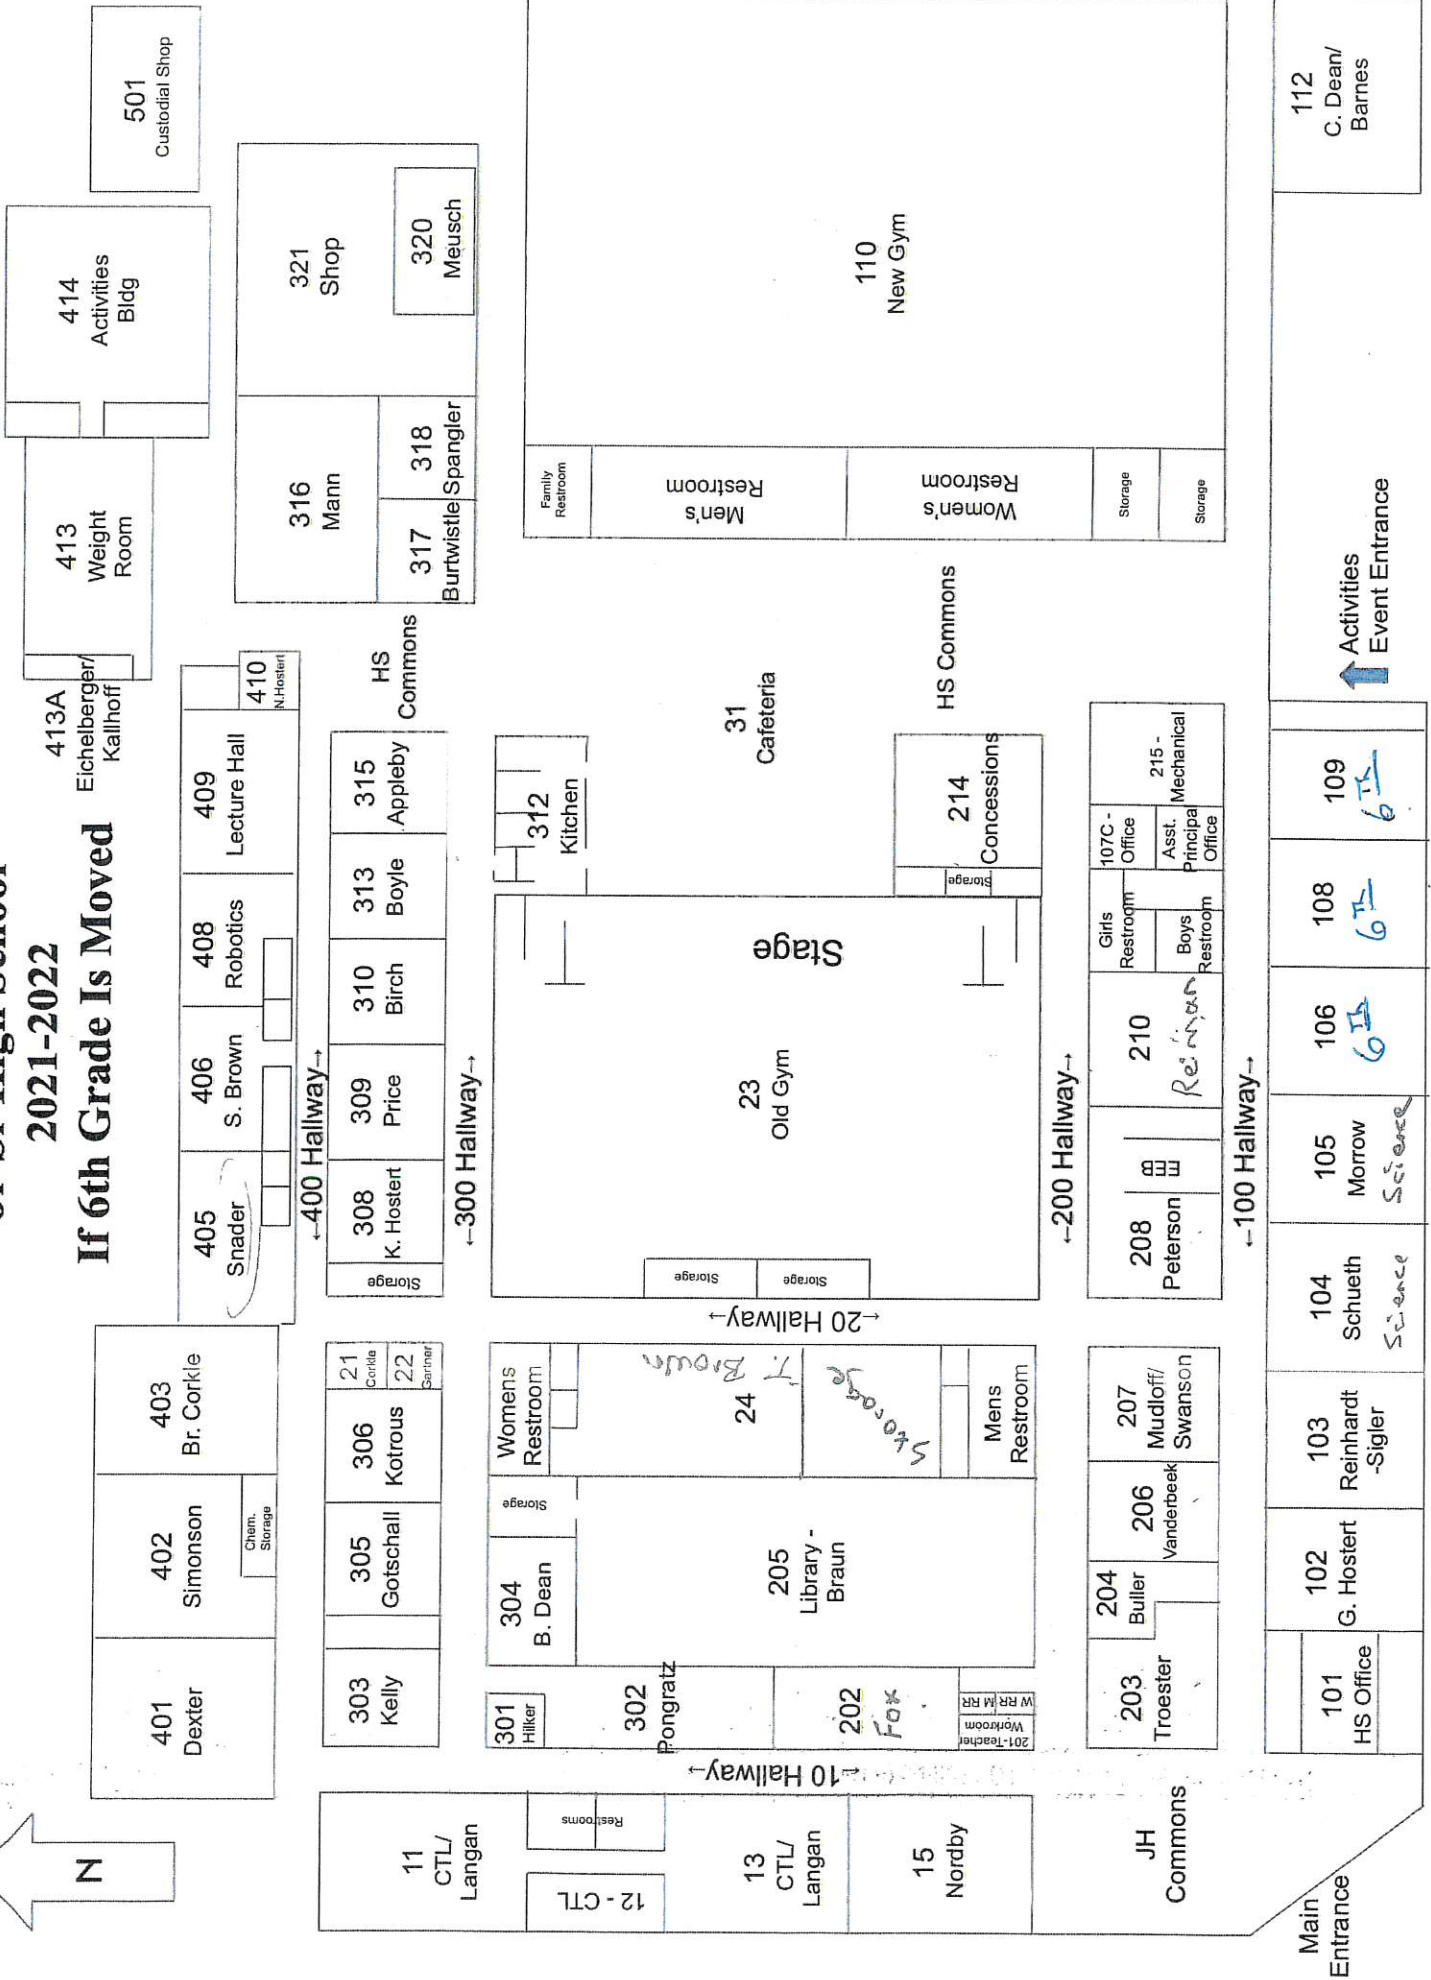 2021-2022
If 6th Grade Is Moved
N
501
Custodial Shop
414
Activities
Bldg
413
Weight
Room
413A
Eichelberger/
Kallhoff
401
Dexter
402
Simonson
Chem.
Storage
403
Br. Corkle
405
Snader
406
S. Brown
408
Robotics
409
Lecture Hall
410
N.Hostert
←400 Hallway→
321
Shop
320
Meusch
316
Mann
317
Burtwistle
318
Spangler
HS
Commons
303
Kelly
305
Gotschall
306
Kotrous
21
Corkle
22
Gartner
Storage
308
K. Hostert
309
Price
310
Birch
313
Boyle
315
Appleby
←300 Hallway→
11
CTL/
Langan
12 - CTL
Restrooms
13
CTL/
Langan
15
Nordby
←10 Hallway→
301
Hilker
302
Pongratz
202
Fox
201-Teacher
Workroom
W RR
M RR
304
B. Dean
Storage
Womens
Restroom
205
Library -
Braun
24
T. Brown
Storage
Mens
Restroom
←20 Hallway→
Storage
Storage
23
Old Gym
Stage
312
Kitchen
31
Cafeteria
Storage
214
Concessions
HS Commons
Family
Restroom
Men's
Restroom
Women's
Restroom
Storage
Storage
110
New Gym
←200 Hallway→
JH
Commons
203
Troester
204
Buller
206
Vanderbeek
207
Mudloff/
Swanson
208
Peterson
210
Reiman
Girls
Restroom
Boys
Restroom
107C -
Office
Asst.
Principal
Office
215 -
Mechanical
←100 Hallway→
Main
Entrance
101
HS Office
102
G. Hostert
103
Reinhardt
-Sigler
104
Schueth
Science
105
Morrow
Science
106
6th
108
6th
109
6th
Activities
Event Entrance
112
C. Dean/
Barnes